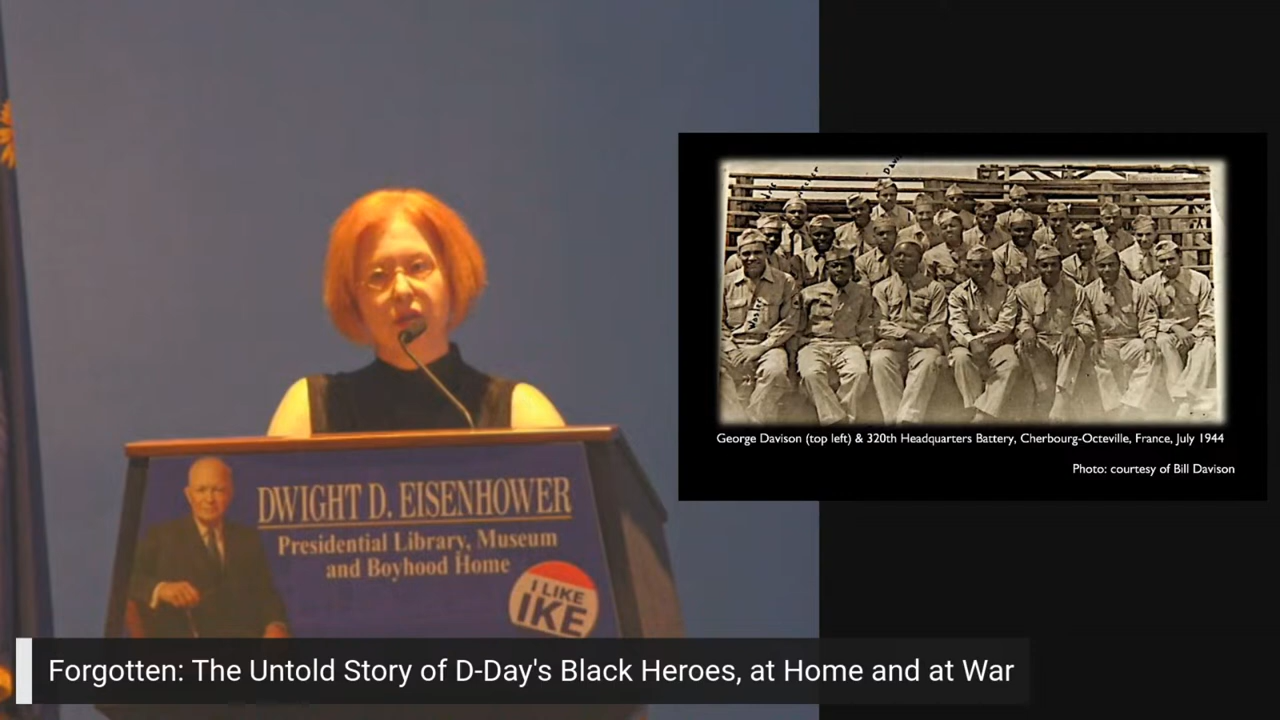 DWIGHT D. EISENHOWER
Presidential Library, Museum
and Boyhood Home
I LIKE
IKE
George Davison (top left) & 320th Headquarters Battery, Cherbourg-Octeville, France, July 1944
Photo: courtesy of Bill Davison
Forgotten: The Untold Story of D-Day's Black Heroes, at Home and at War